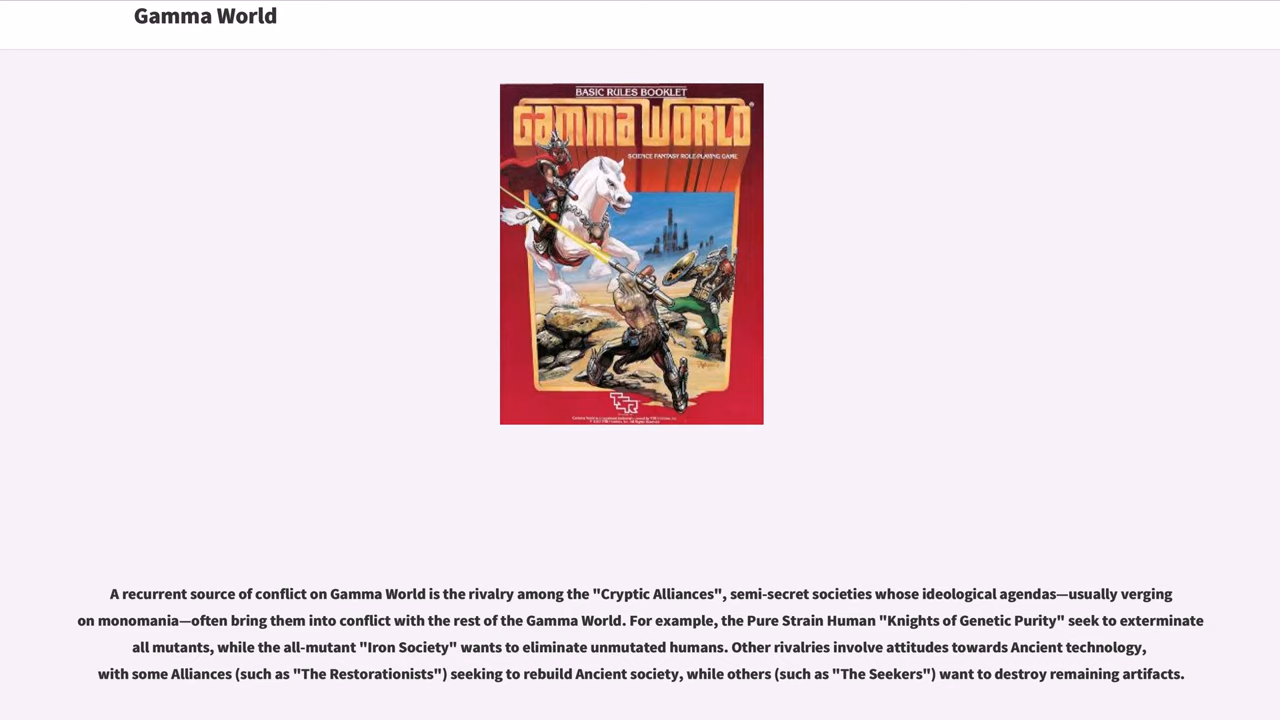 Gamma World
BASIC RULES BOOKLET
GAMMA WORLD®
SCIENCE FANTASY ROLE-PLAYING GAME
TSR
A recurrent source of conflict on Gamma World is the rivalry among the "Cryptic Alliances", semi-secret societies whose ideological agendas—usually verging
on monomania—often bring them into conflict with the rest of the Gamma World. For example, the Pure Strain Human "Knights of Genetic Purity" seek to exterminate
all mutants, while the all-mutant "Iron Society" wants to eliminate unmutated humans. Other rivalries involve attitudes towards Ancient technology,
with some Alliances (such as "The Restorationists") seeking to rebuild Ancient society, while others (such as "The Seekers") want to destroy remaining artifacts.